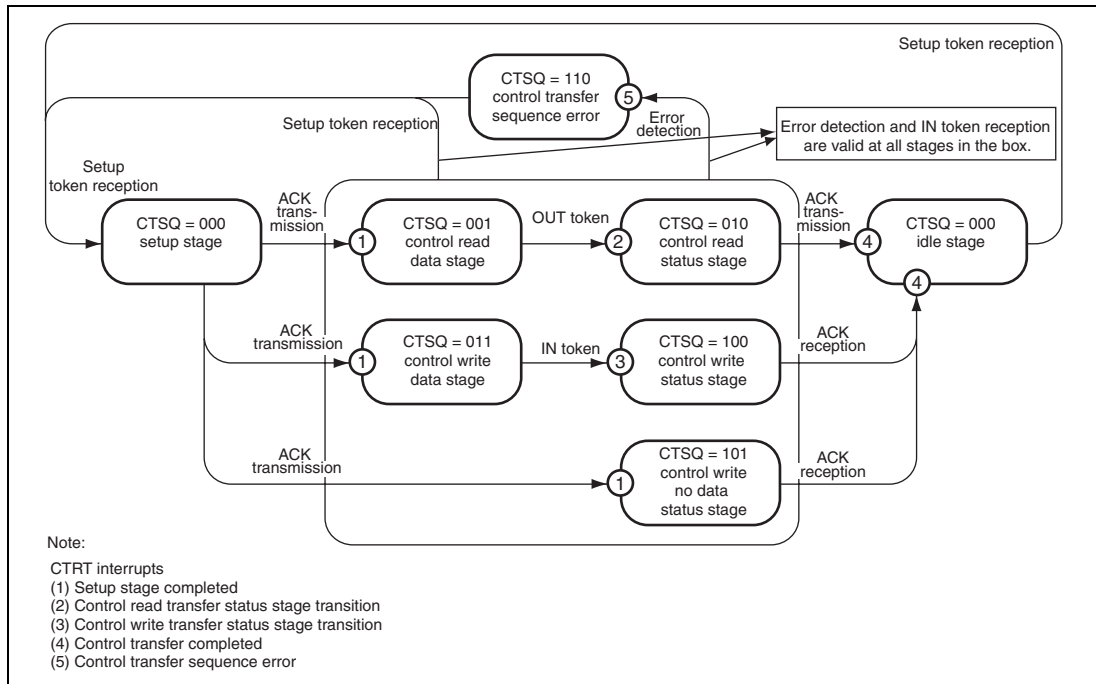 Setup token reception
CTSQ = 110
control transfer
sequence error
5
Setup token reception
Error
detection
Error detection and IN token reception
are valid at all stages in the box.
Setup
token reception
CTSQ = 000
setup stage
ACK
trans-
mission
1
CTSQ = 001
control read
data stage
OUT token
2
CTSQ = 010
control read
status stage
ACK
trans-
mission
4
CTSQ = 000
idle stage
4
ACK
transmission
1
CTSQ = 011
control write
data stage
IN token
3
CTSQ = 100
control write
status stage
ACK
reception
ACK
transmission
1
CTSQ = 101
control write
no data
status stage
ACK
reception
Note:
CTRT interrupts
(1) Setup stage completed
(2) Control read transfer status stage transition
(3) Control write transfer status stage transition
(4) Control transfer completed
(5) Control transfer sequence error